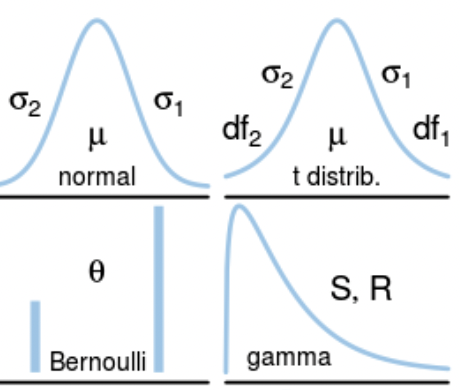 σ2 σ1
μ
normal
σ2 σ1
df2 μ df1
t distrib.
θ
Bernoulli
S, R
gamma